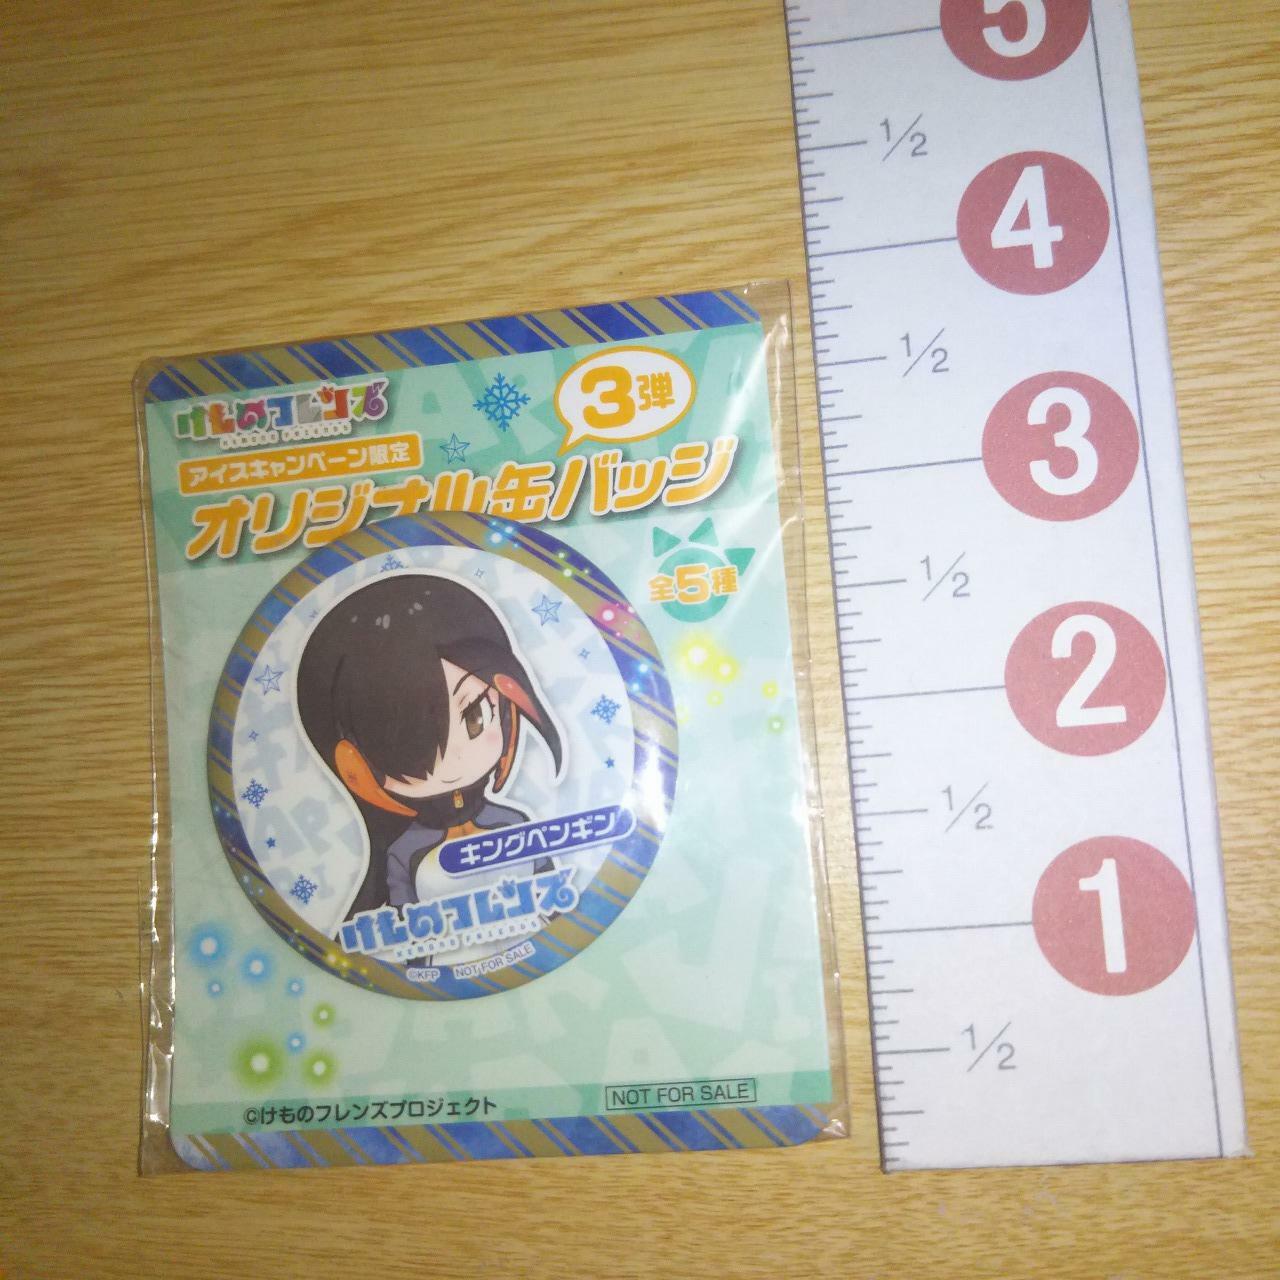 けものフレンズ
KEMONO FRIENDS
3弾
アイスキャンペーン限定
オリジナル缶バッジ
全5種
キングペンギン
けものフレンズ
KEMONO FRIENDS
©KFP NOT FOR SALE
©けものフレンズプロジェクト
NOT FOR SALE
5
1/2
4
1/2
3
1/2
2
1/2
1
1/2